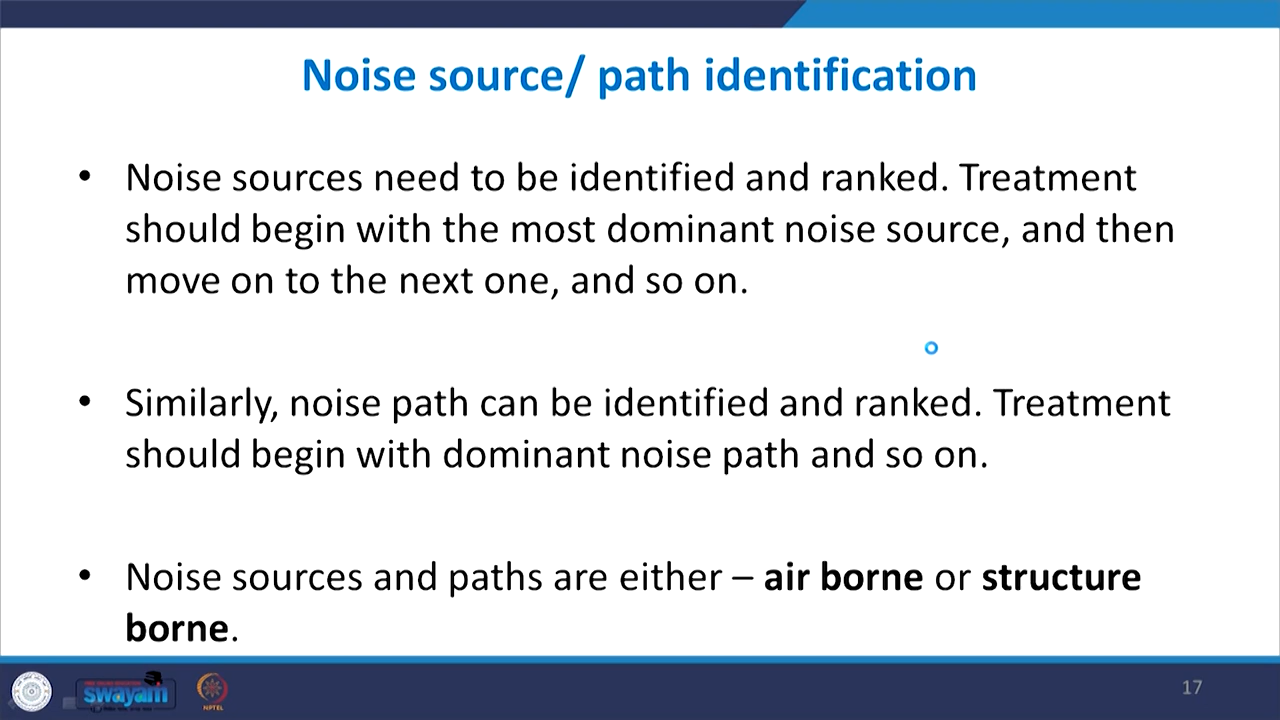 Noise source/ path identification
• Noise sources need to be identified and ranked. Treatment
should begin with the most dominant noise source, and then
move on to the next one, and so on.
• Similarly, noise path can be identified and ranked. Treatment
should begin with dominant noise path and so on.
• Noise sources and paths are either – air borne or structure
borne.
swayam
NPTEL
17